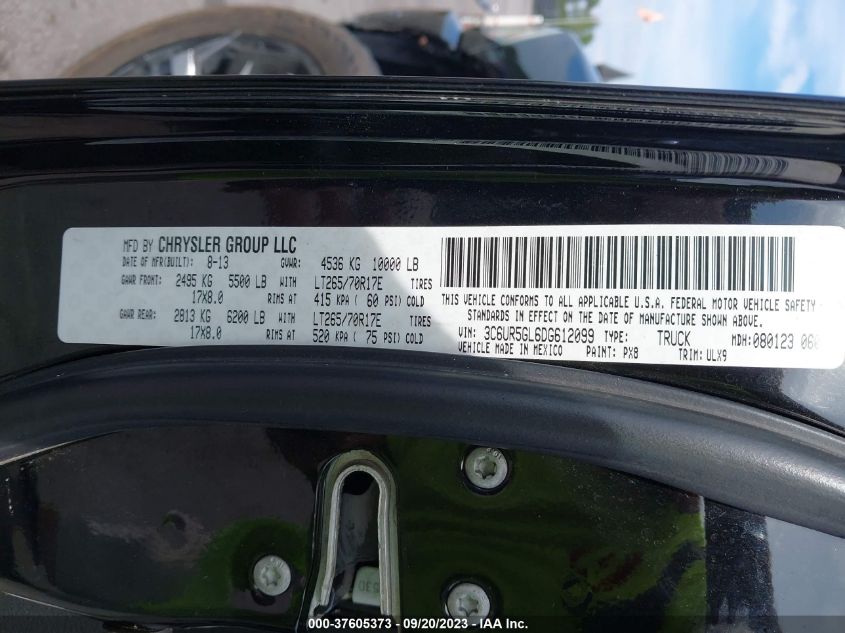 MFD BY CHRYSLER GROUP LLC
DATE OF MFR(BUILT): 8-13 GVWR: 4536 KG 10000 LB
GAWR FRONT: 2495 KG 5500 LB WITH LT265/70R17E TIRES
17X8.0 RIMS AT 415 KPA ( 60 PSI) COLD
GAWR REAR: 2813 KG 6200 LB WITH LT265/70R17E TIRES
17X8.0 RIMS AT 520 KPA ( 75 PSI) COLD
THIS VEHICLE CONFORMS TO ALL APPLICABLE U.S.A. FEDERAL MOTOR VEHICLE SAFETY
STANDARDS IN EFFECT ON THE DATE OF MANUFACTURE SHOWN ABOVE.
VIN: 3C6UR5GL6DG612099 TYPE: TRUCK MDH: 080123 060
VEHICLE MADE IN MEXICO PAINT: PX8 TRIM: ULX9
530
000-37605373 - 09/20/2023 - IAA Inc.